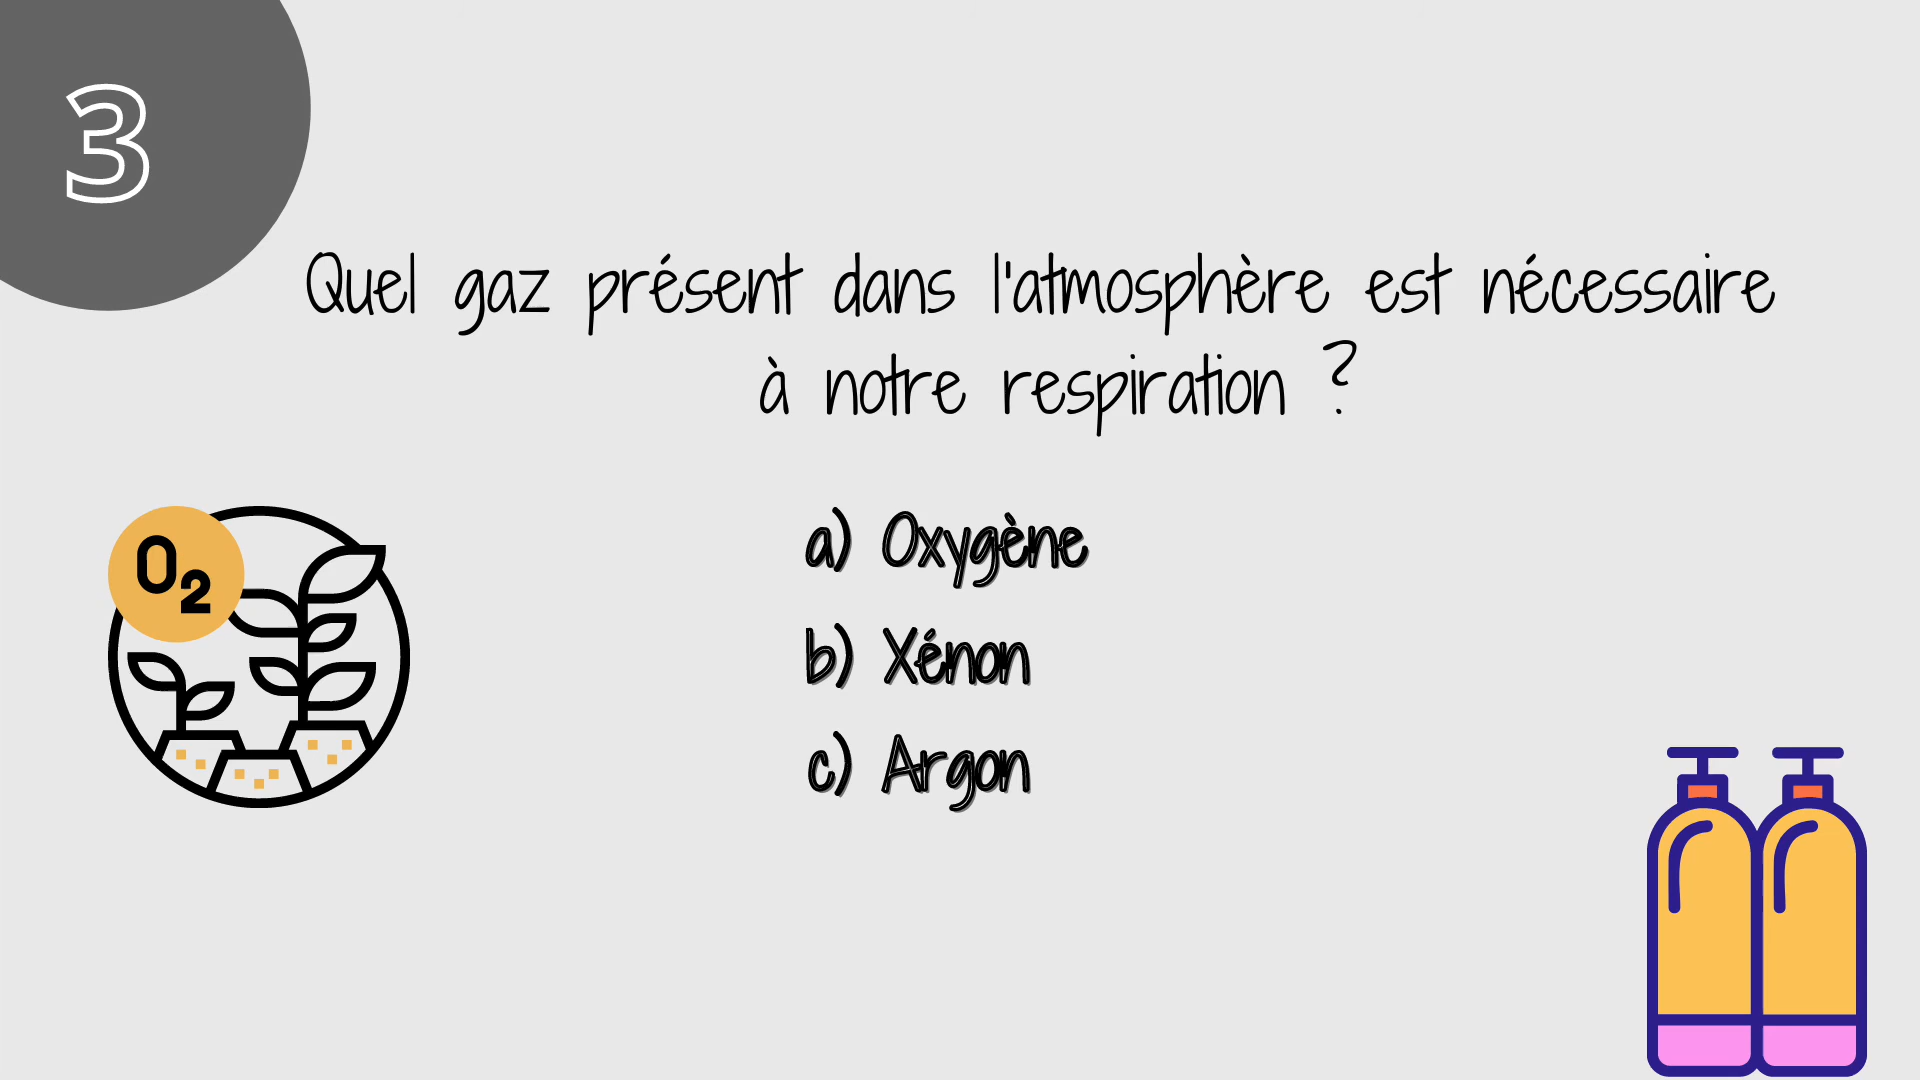 3
Quel gaz présent dans l'atmosphère est nécessaire
à notre respiration ?
O₂
a) Oxygène
b) Xénon
c) Argon